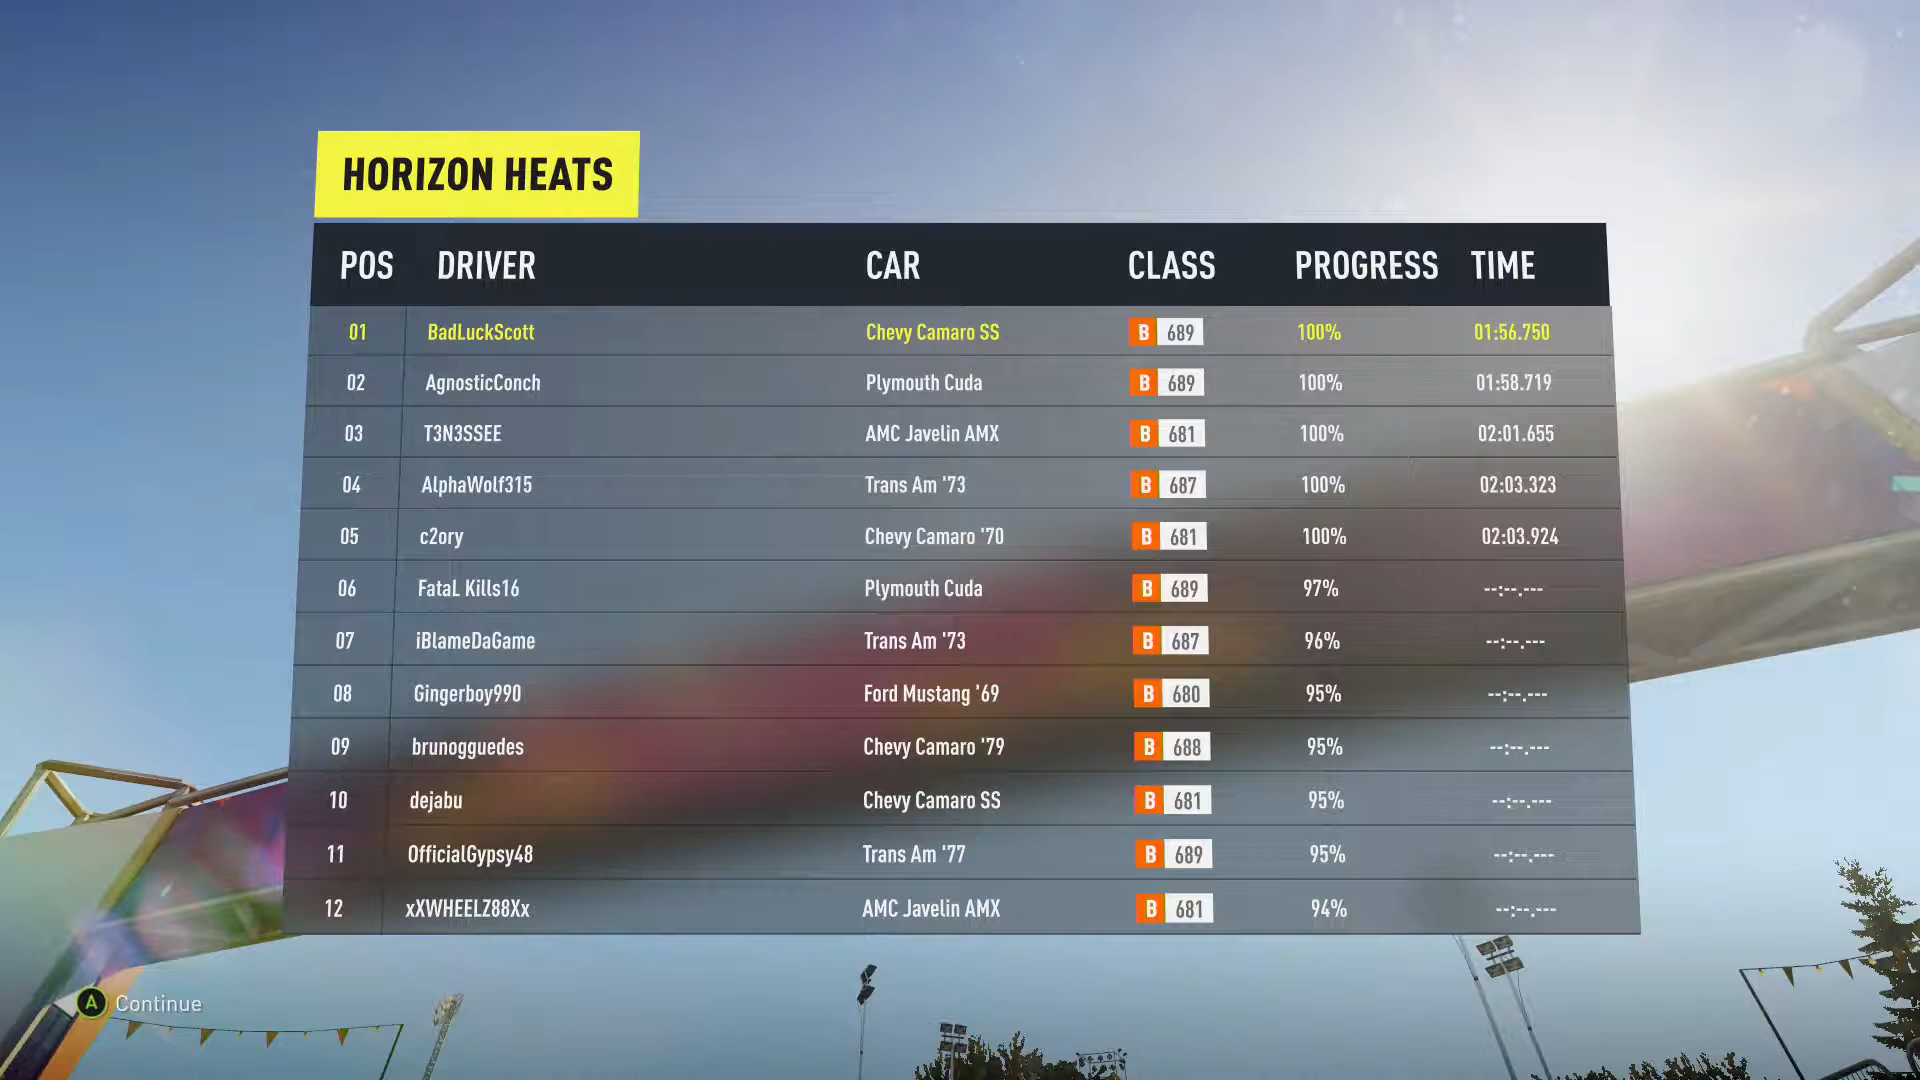 HORIZON HEATS
POS DRIVER CAR CLASS PROGRESS TIME
01 BadLuckScott Chevy Camaro SS B 689 100% 01:56.750
02 AgnosticConch Plymouth Cuda B 689 100% 01:58.719
03 T3N3SSEE AMC Javelin AMX B 681 100% 02:01.655
04 AlphaWolf315 Trans Am '73 B 687 100% 02:03.323
05 c2ory Chevy Camaro '70 B 681 100% 02:03.924
06 FataL Kills16 Plymouth Cuda B 689 97% --:--.---
07 iBlameDaGame Trans Am '73 B 687 96% --:--.---
08 Gingerboy990 Ford Mustang '69 B 680 95% --:--.---
09 brunogguedes Chevy Camaro '79 B 688 95% --:--.---
10 dejabu Chevy Camaro SS B 681 95% --:--.---
11 OfficialGypsy48 Trans Am '77 B 689 95% --:--.---
12 xXWHEELZ88Xx AMC Javelin AMX B 681 94% --:--.---
A Continue